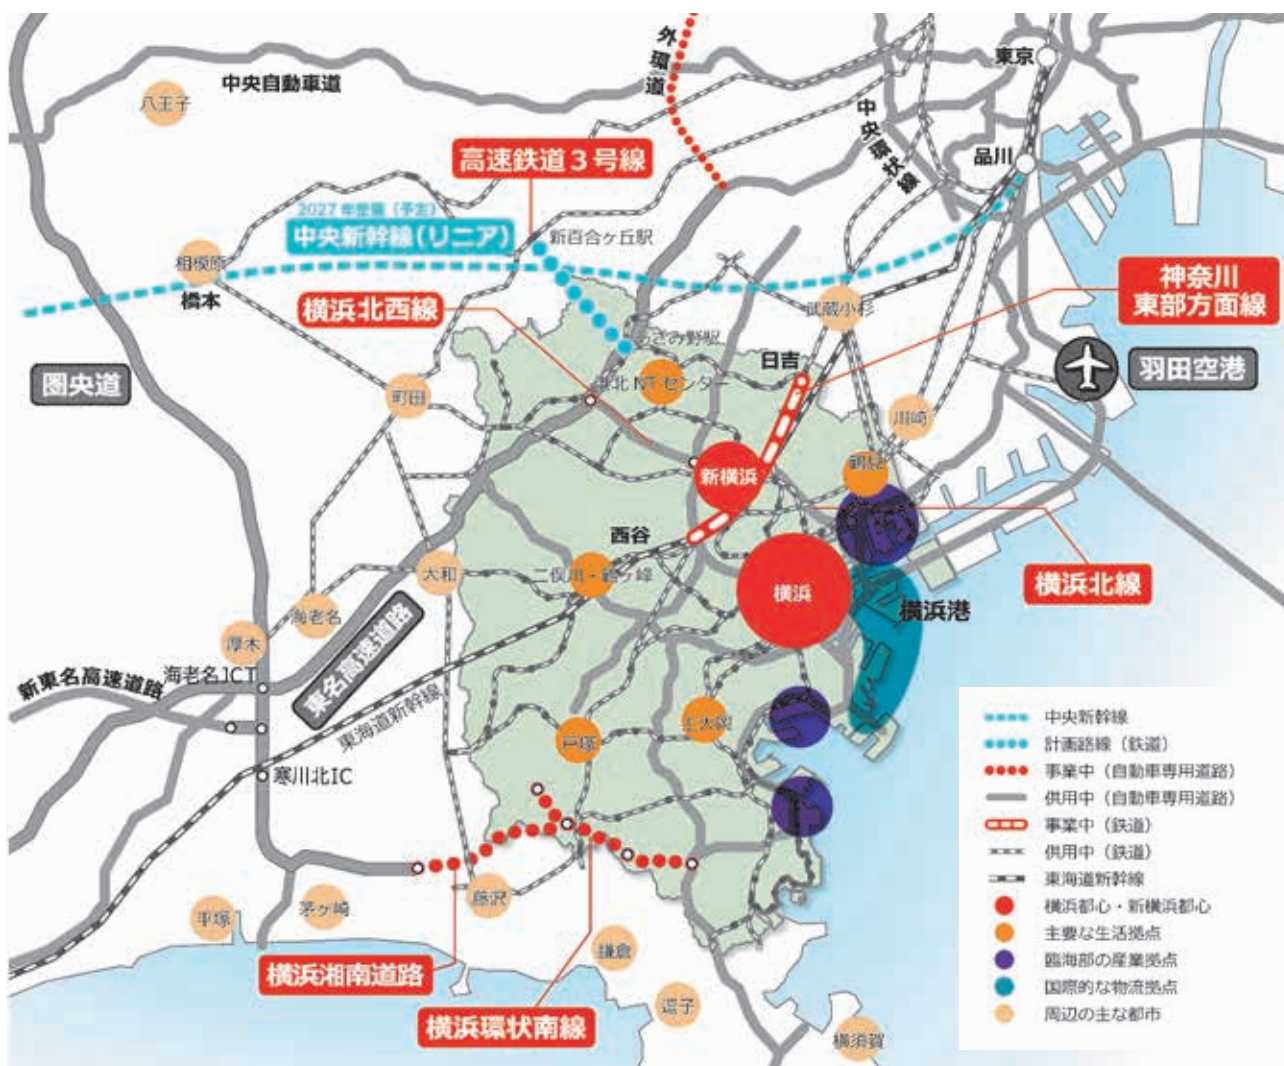 外環道
東京
中央自動車道
八王子
中央環状線
高速鉄道3号線
品川
2027年整備（予定）
中央新幹線（リニア）
新百合ヶ丘駅
相模原
橋本
神奈川
東部方面線
横浜北西線
武蔵小杉
あざみ野駅
日吉
羽田空港
圏央道
港北NTセンター
町田
川崎
鶴見
新横浜
西谷
大和
二俣川・鶴ヶ峰
横浜
横浜北線
横浜港
海老名
厚木
東名高速道路
海老名JCT
新東名高速道路
東海道新幹線
戸塚
上大岡
寒川北IC
藤沢
茅ヶ崎
平塚
鎌倉
横浜湘南道路
横浜環状南線
逗子
横須賀
中央新幹線
計画路線（鉄道）
事業中（自動車専用道路）
供用中（自動車専用道路）
事業中（鉄道）
供用中（鉄道）
東海道新幹線
横浜都心・新横浜都心
主要な生活拠点
臨海部の産業拠点
国際的な物流拠点
周辺の主な都市